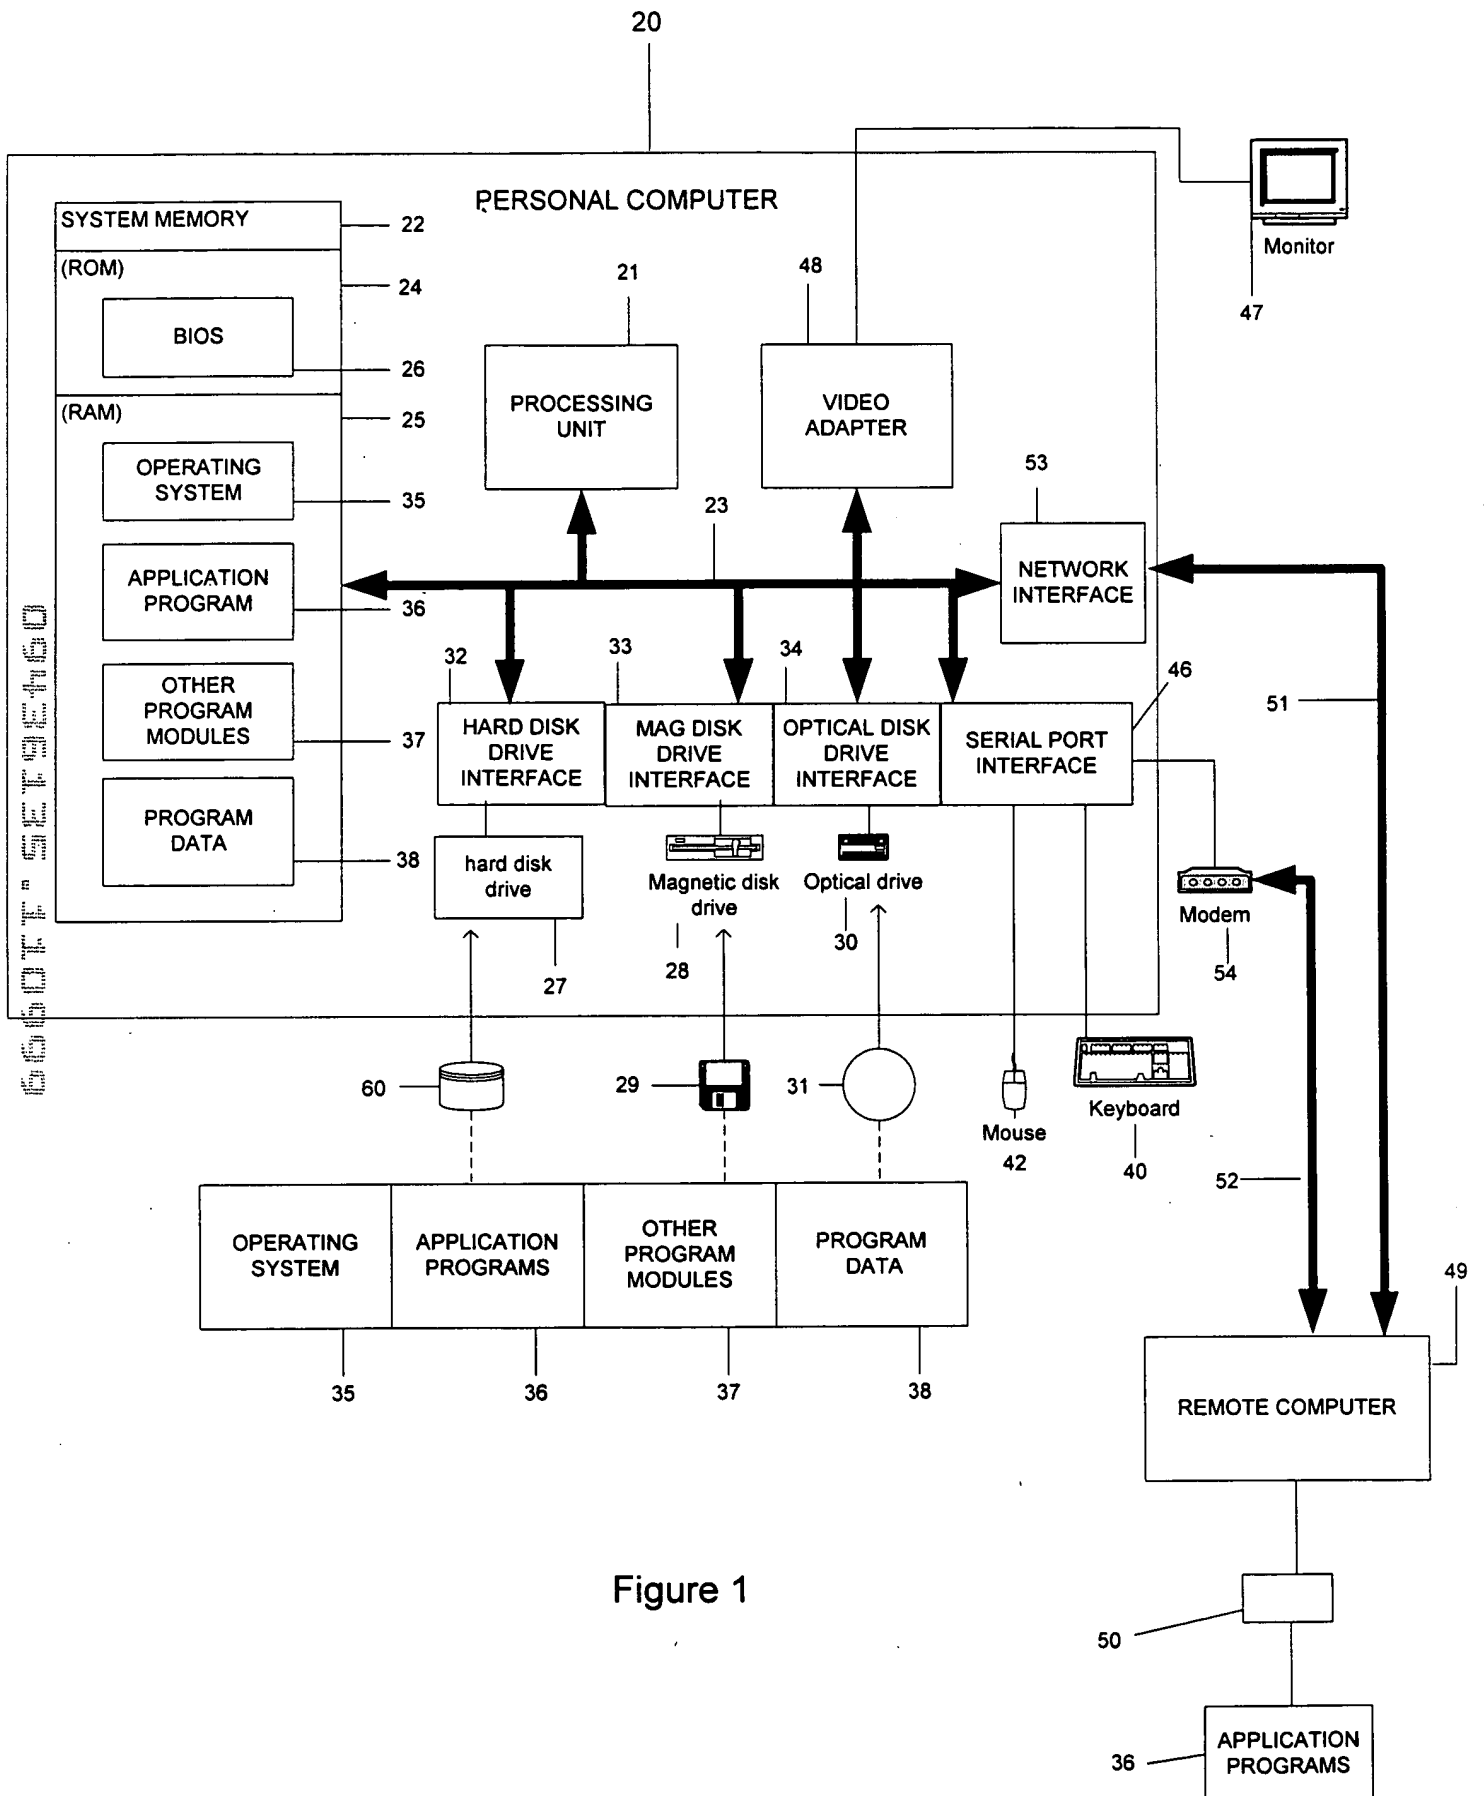 20
PERSONAL COMPUTER
SYSTEM MEMORY
22
(ROM)
24
BIOS
26
(RAM)
25
OPERATING
SYSTEM
35
APPLICATION
PROGRAM
36
OTHER
PROGRAM
MODULES
37
PROGRAM
DATA
38
21
PROCESSING
UNIT
48
VIDEO
ADAPTER
Monitor
47
53
NETWORK
INTERFACE
23
32
HARD DISK
DRIVE
INTERFACE
33
MAG DISK
DRIVE
INTERFACE
34
OPTICAL DISK
DRIVE
INTERFACE
46
SERIAL PORT
INTERFACE
51
hard disk
drive
27
Magnetic disk
drive
28
Optical drive
30
Modem
54
60
29
31
Mouse
42
Keyboard
40
52
OPERATING
SYSTEM
APPLICATION
PROGRAMS
OTHER
PROGRAM
MODULES
PROGRAM
DATA
35
36
37
38
49
REMOTE COMPUTER
50
36
APPLICATION
PROGRAMS
Figure 1